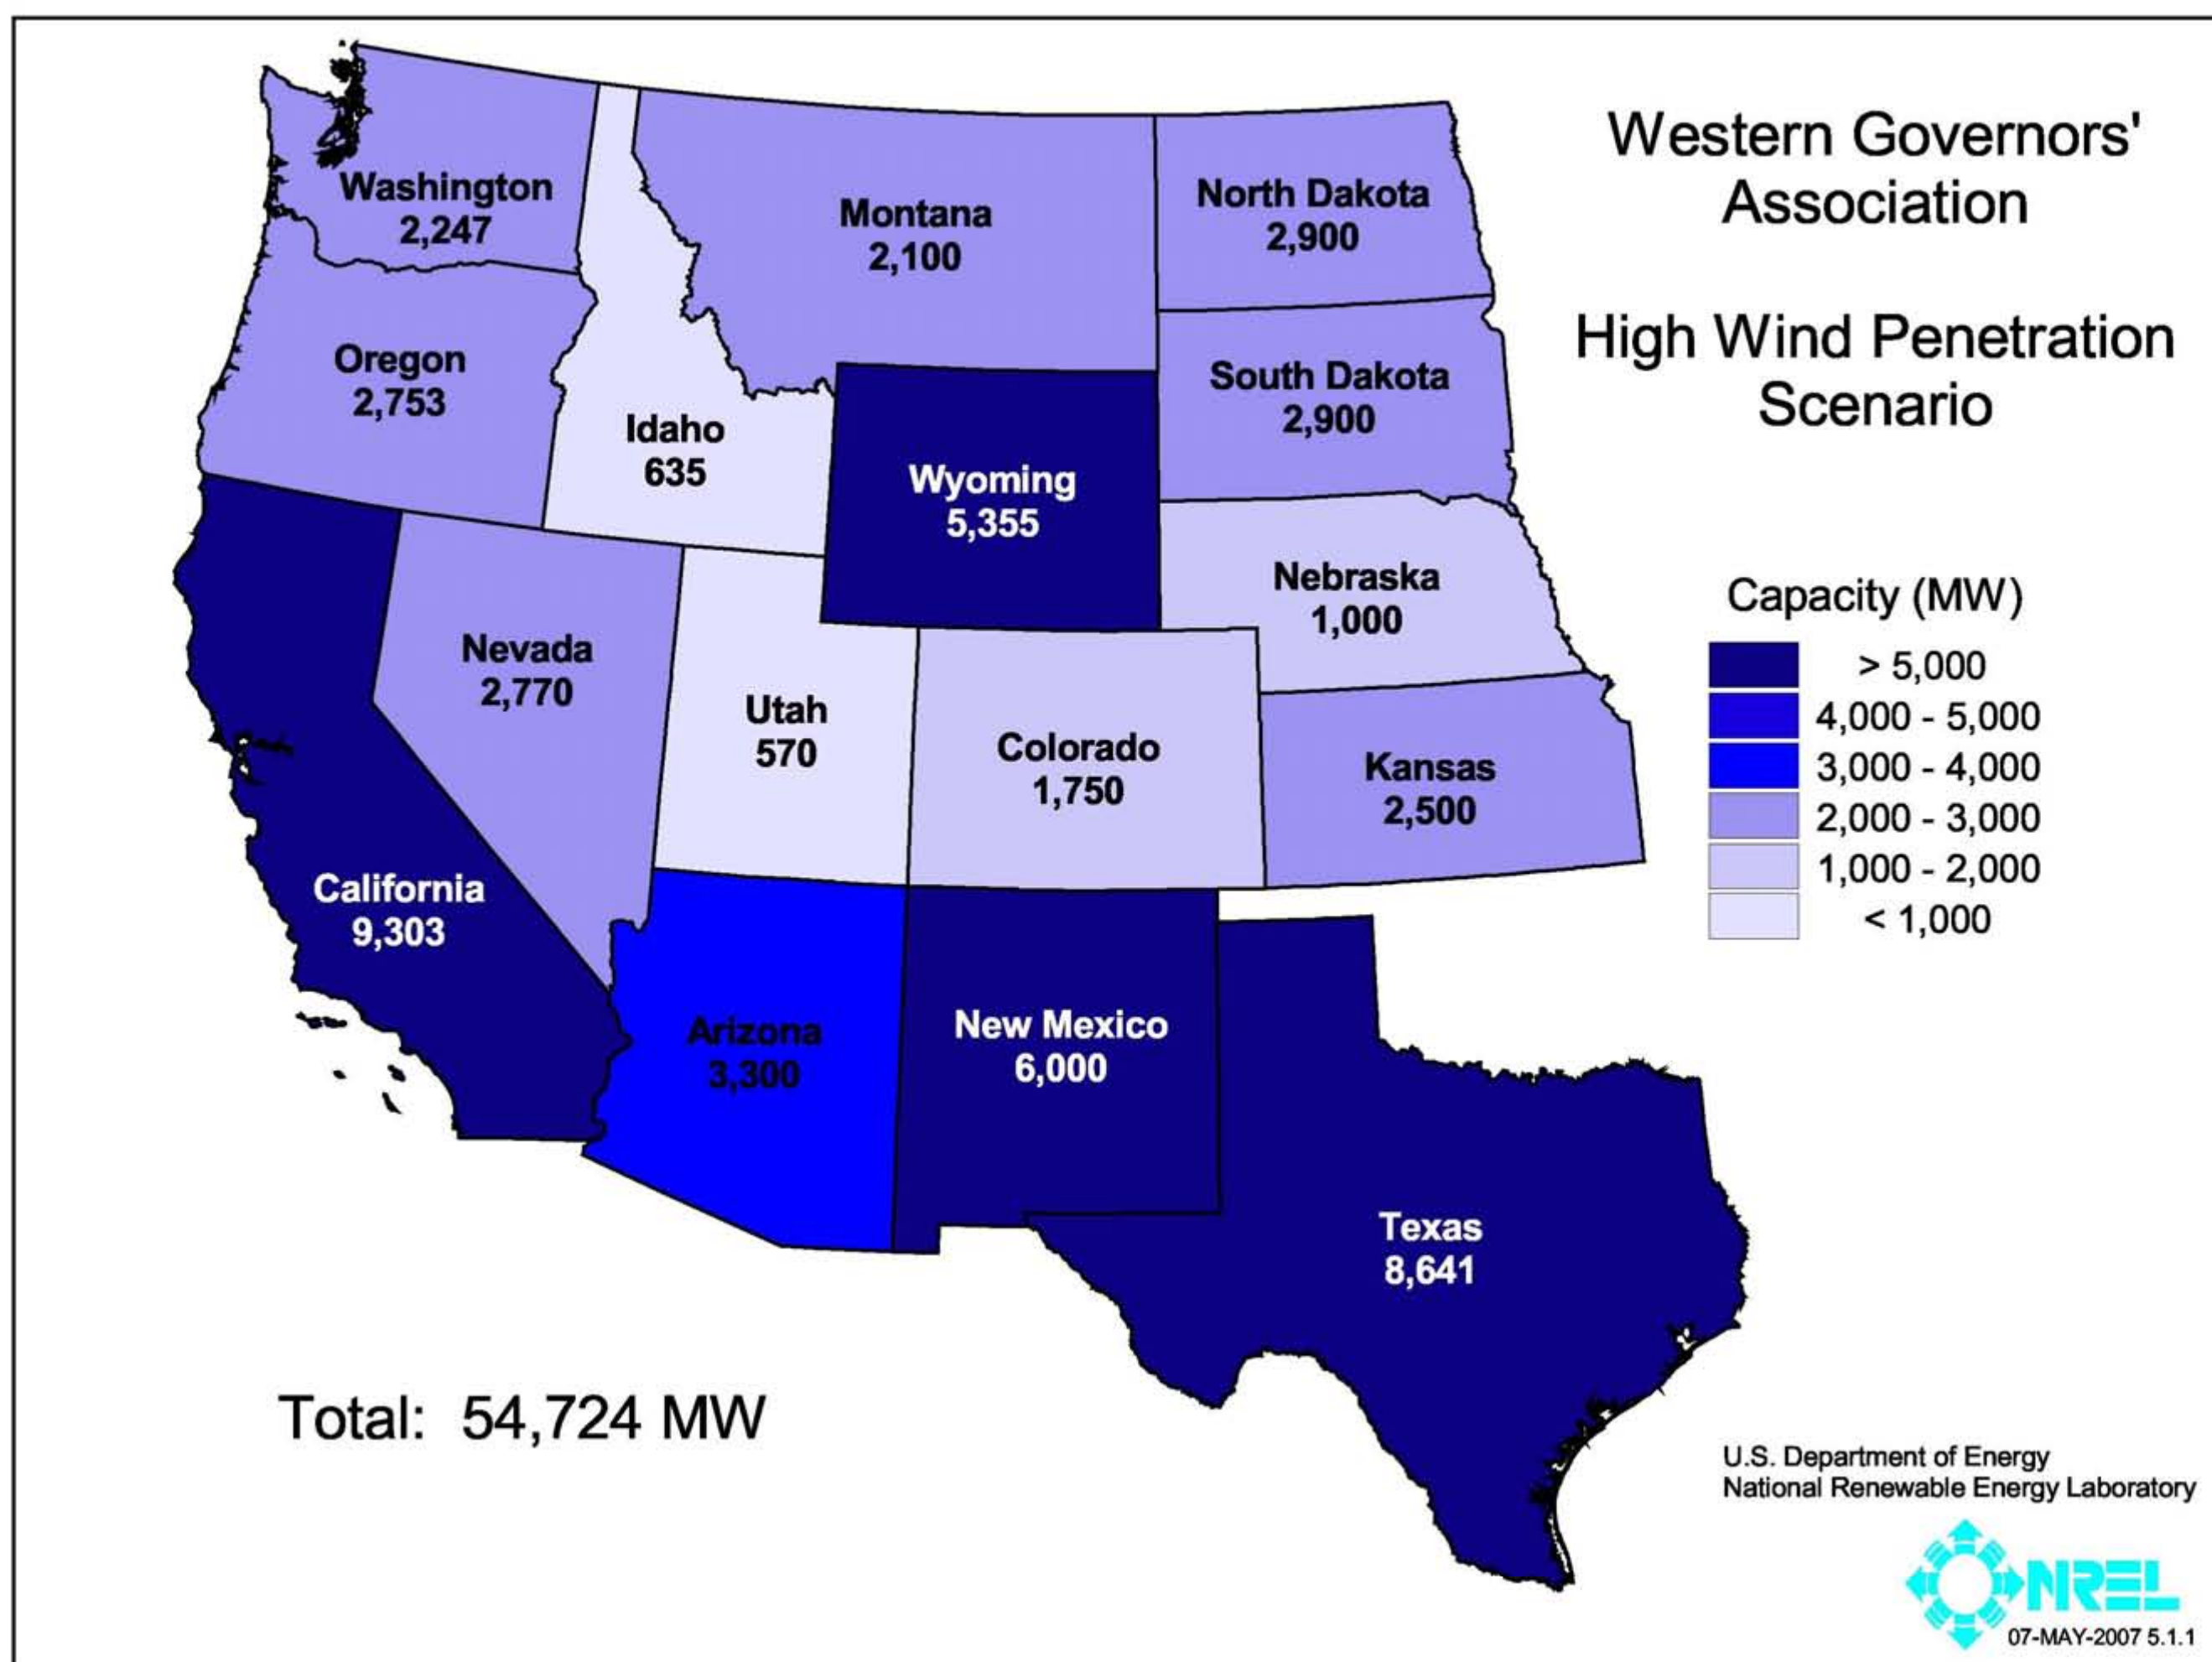 Western Governors'
Association
High Wind Penetration
Scenario
Washington
2,247
Montana
2,100
North Dakota
2,900
Oregon
2,753
Idaho
635
South Dakota
2,900
Wyoming
5,355
Nebraska
1,000
Nevada
2,770
Utah
570
Colorado
1,750
Kansas
2,500
California
9,303
Arizona
3,300
New Mexico
6,000
Texas
8,641
Capacity (MW)
> 5,000
4,000 - 5,000
3,000 - 4,000
2,000 - 3,000
1,000 - 2,000
< 1,000
Total: 54,724 MW
U.S. Department of Energy
National Renewable Energy Laboratory
NREL
07-MAY-2007 5.1.1